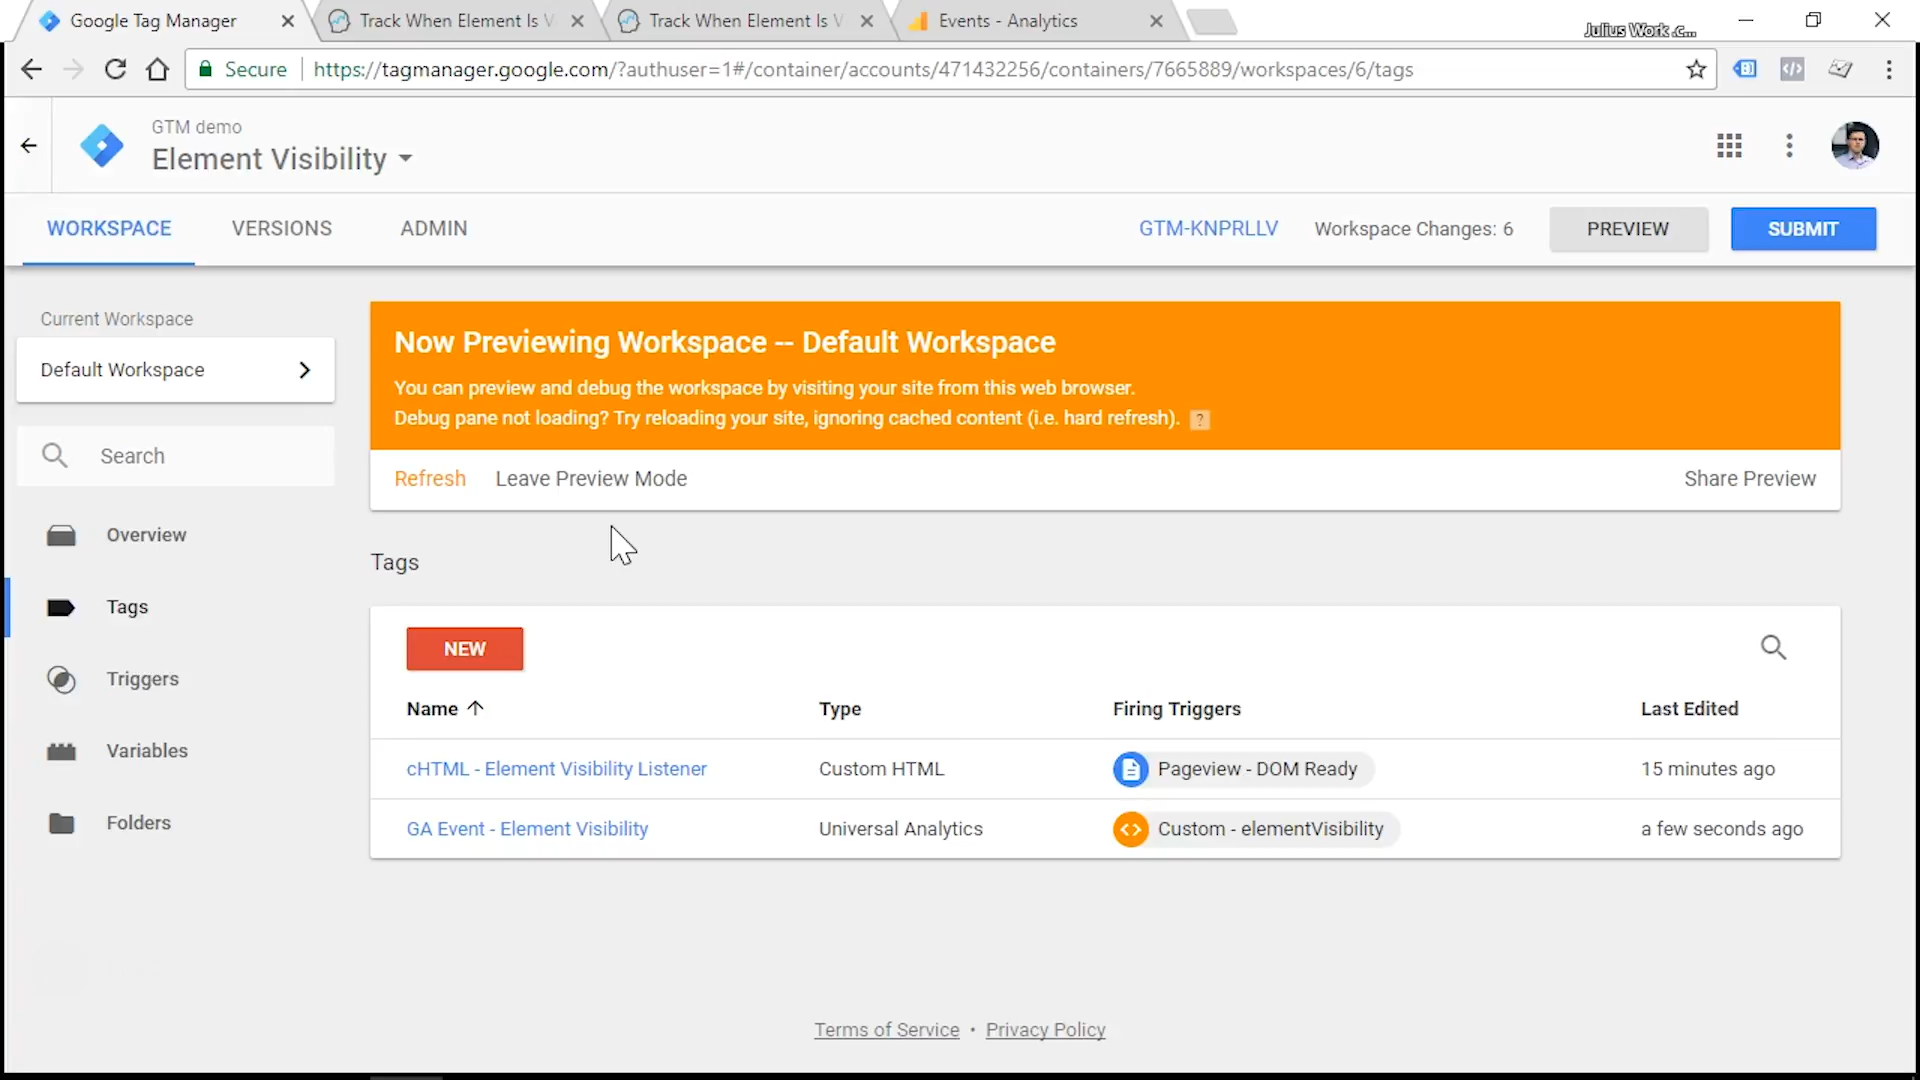 Google Tag Manager
Track When Element Is V
Track When Element Is V
Events - Analytics
Julius Work .c...
Secure
https://tagmanager.google.com/?authuser=1#/container/accounts/471432256/containers/7665889/workspaces/6/tags
GTM demo
Element Visibility
WORKSPACE
VERSIONS
ADMIN
GTM-KNPRLLV
Workspace Changes: 6
PREVIEW
SUBMIT
Current Workspace
Default Workspace
Search
Overview
Tags
Triggers
Variables
Folders
Now Previewing Workspace -- Default Workspace
You can preview and debug the workspace by visiting your site from this web browser.
Debug pane not loading? Try reloading your site, ignoring cached content (i.e. hard refresh). ?
Refresh
Leave Preview Mode
Share Preview
Tags
NEW
Name
Type
Firing Triggers
Last Edited
cHTML - Element Visibility Listener
Custom HTML
Pageview - DOM Ready
15 minutes ago
GA Event - Element Visibility
Universal Analytics
Custom - elementVisibility
a few seconds ago
Terms of Service • Privacy Policy